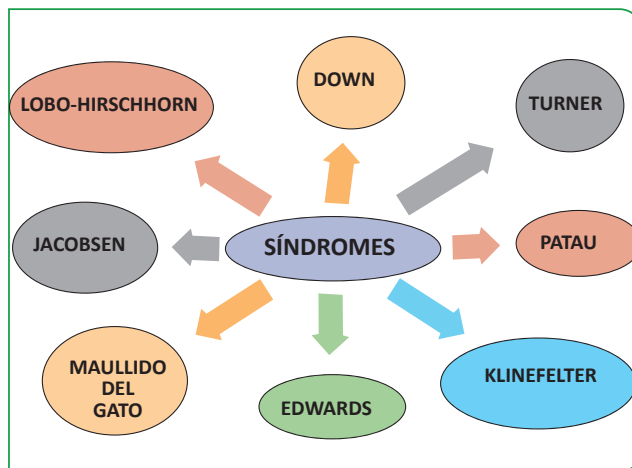 DOWN
LOBO-HIRSCHHORN
TURNER
SÍNDROMES
JACOBSEN
PATAU
MAULLIDO
DEL
GATO
KLINEFELTER
EDWARDS